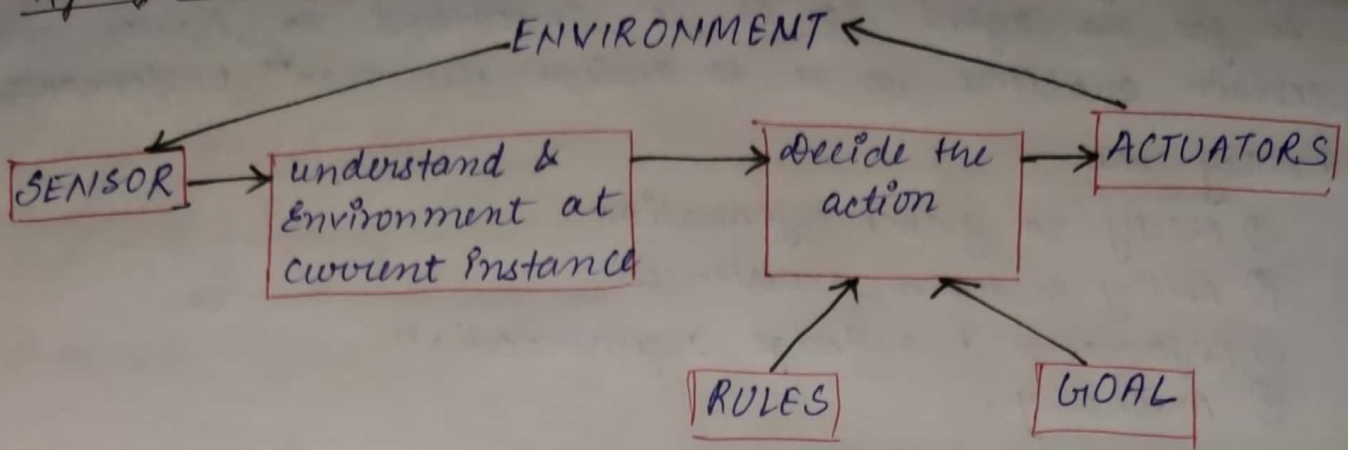 ENVIRONMENT
SENSOR
understand &
Environment at
current instance
Decide the
action
ACTUATORS
RULES
GOAL